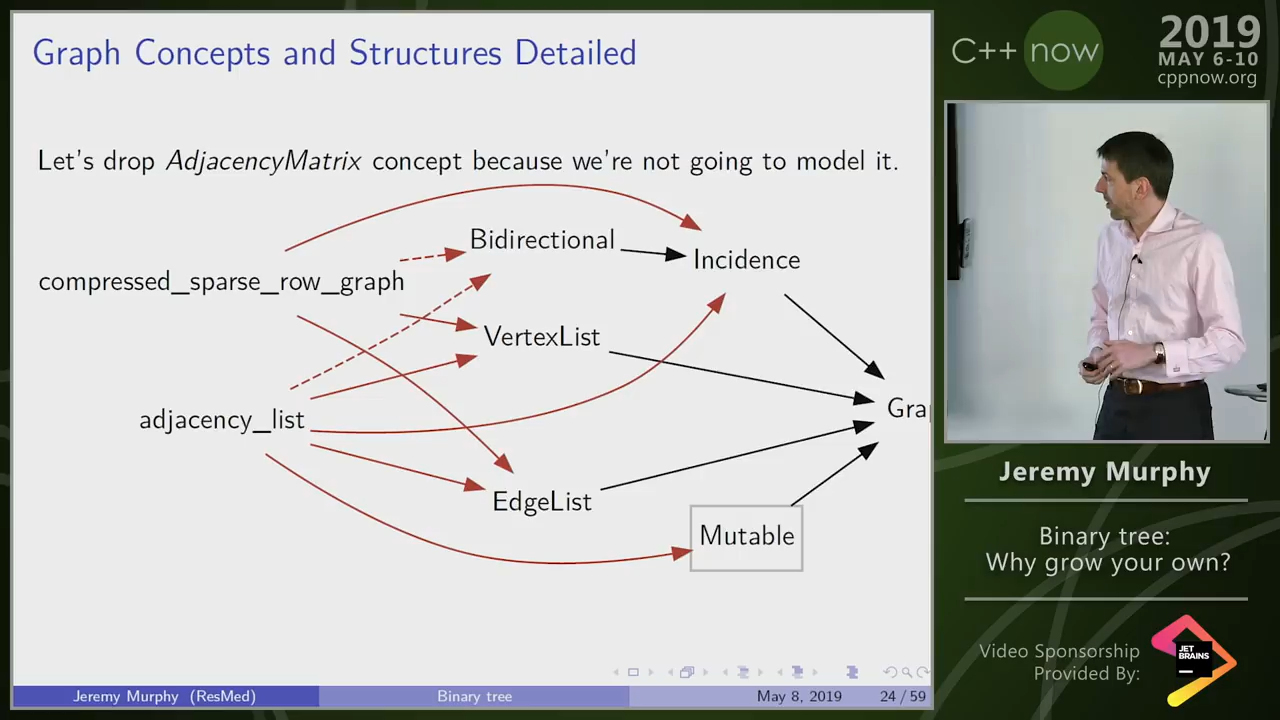 Graph Concepts and Structures Detailed
Let's drop AdjacencyMatrix concept because we're not going to model it.
Bidirectional
Incidence
compressed_sparse_row_graph
VertexList
Gra
adjacency_list
EdgeList
Mutable
Jeremy Murphy (ResMed)
Binary tree
May 8, 2019
24 / 59
C++ now
2019
MAY 6-10
cppnow.org
Jeremy Murphy
Binary tree:
Why grow your own?
Video Sponsorship
Provided By:
JET
BRAINS